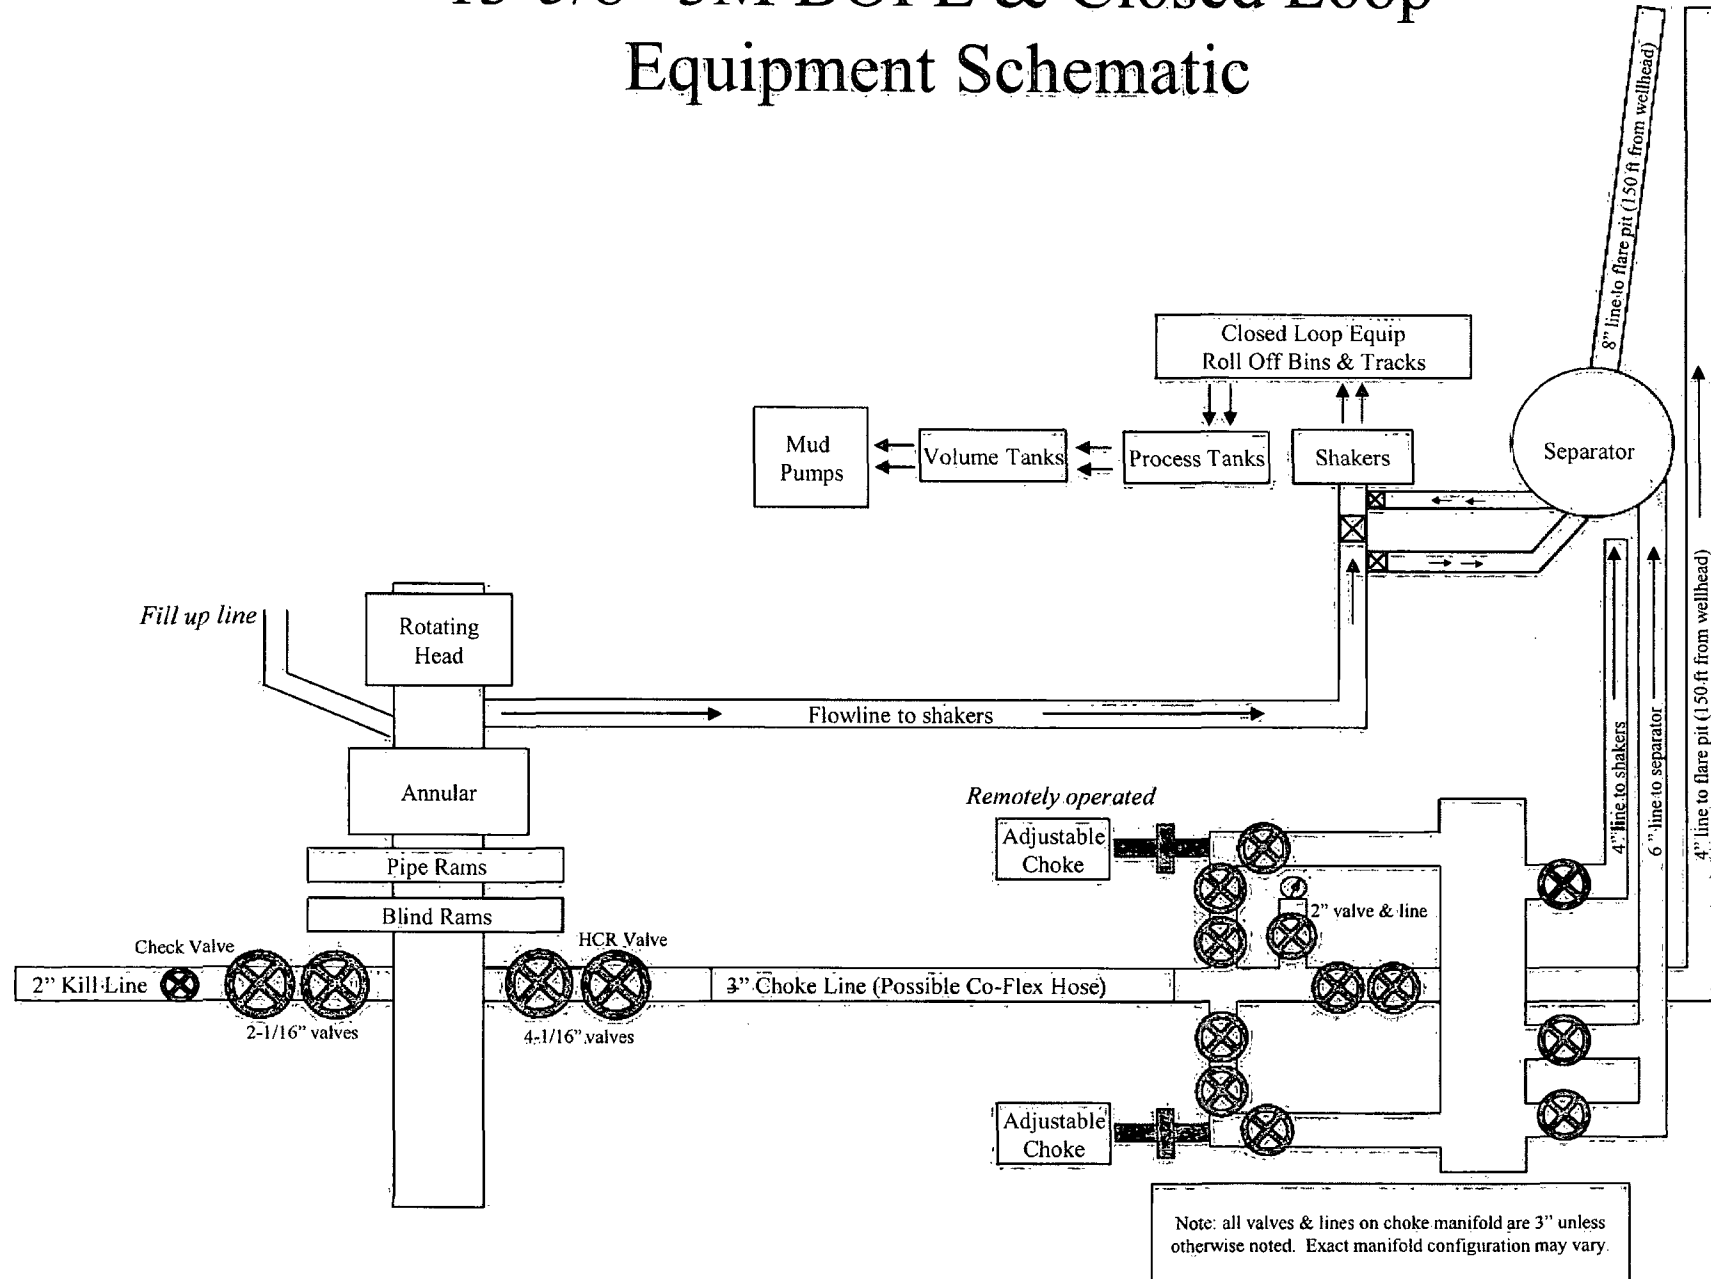 Equipment Schematic
8" line to flare pit (150 ft from wellhead)
Closed Loop Equip
Roll Off Bins & Tracks
Mud
Pumps
Volume Tanks
Process Tanks
Shakers
Separator
Fill up line
Rotating
Head
Flowline to shakers
Annular
Pipe Rams
Blind Rams
Remotely operated
Adjustable
Choke
2" valve & line
4" line to shakers
6" line to separator
4" line to flare pit (150 ft from wellhead)
Check Valve
HCR Valve
2" Kill Line
3" Choke Line (Possible Co-Flex Hose)
2-1/16" valves
4-1/16" valves
Adjustable
Choke
Note: all valves & lines on choke manifold are 3" unless
otherwise noted. Exact manifold configuration may vary.